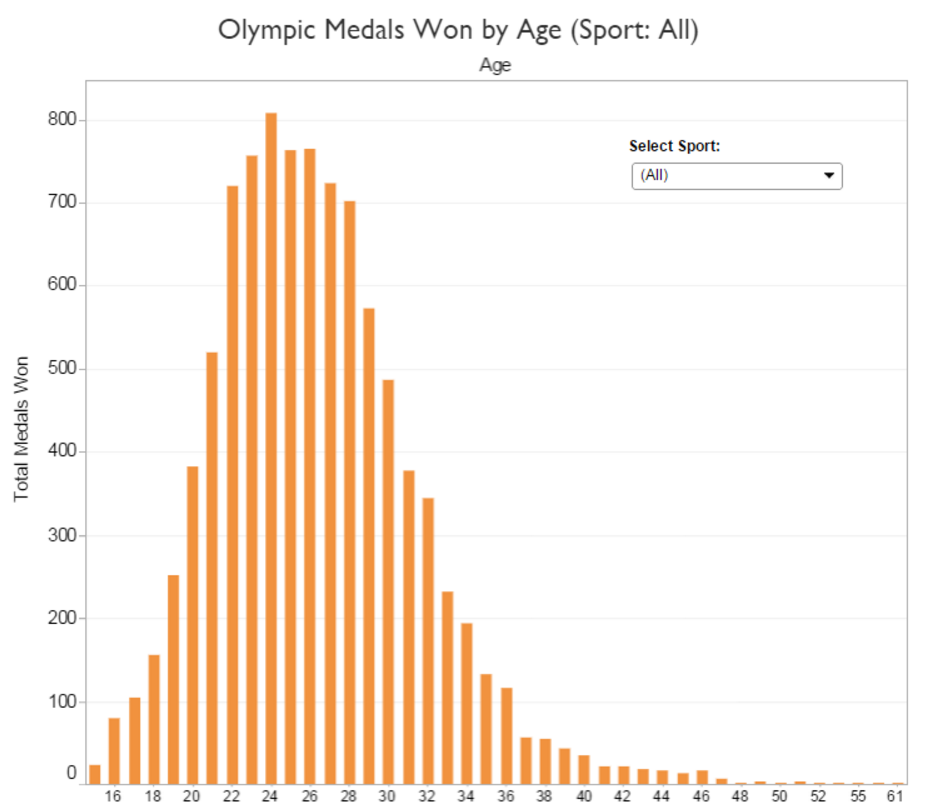 Olympic Medals Won by Age (Sport: All)
Age
Select Sport:
(All)
Total Medals Won
800
700
600
500
400
300
200
100
0
16 18 20 22 24 26 28 30 32 34 36 38 40 42 44 46 48 50 52 55 61